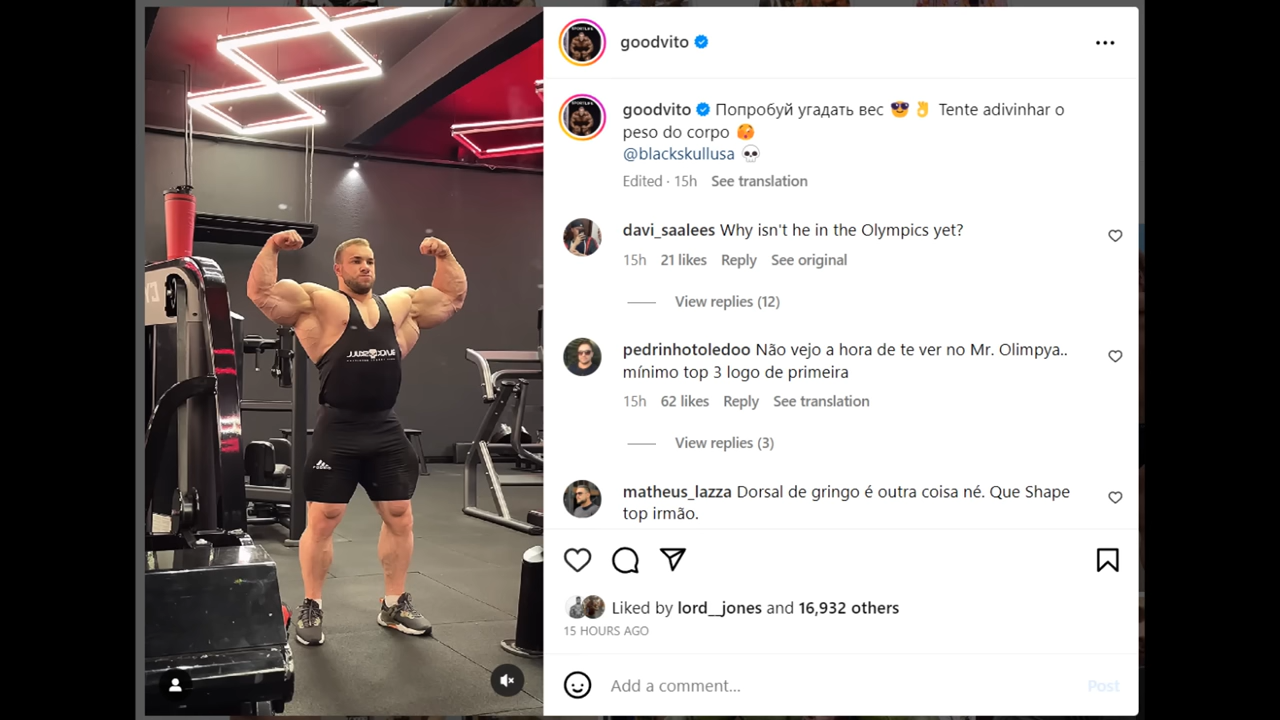 goodvito
goodvito Попробуй угадать вес 😎👌 Tente adivinhar o
peso do corpo 🫣
@blackskullusa 💀
Edited · 15h See translation
davi_saalees Why isn't he in the Olympics yet?
15h 21 likes Reply See original
View replies (12)
pedrinhotoledoo Não vejo a hora de te ver no Mr. Olimpya..
mínimo top 3 logo de primeira
15h 62 likes Reply See translation
View replies (3)
matheus_lazza Dorsal de gringo é outra coisa né. Que Shape
top irmão.
Liked by lord__jones and 16,932 others
15 HOURS AGO
Add a comment... Post